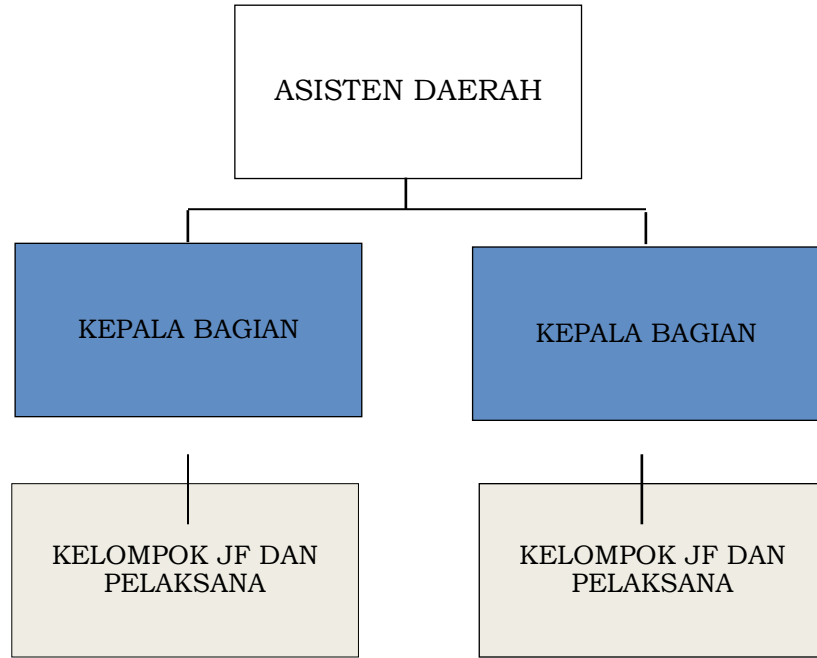 ASISTEN DAERAH
KEPALA BAGIAN
KEPALA BAGIAN
KELOMPOK JF DAN
PELAKSANA
KELOMPOK JF DAN
PELAKSANA